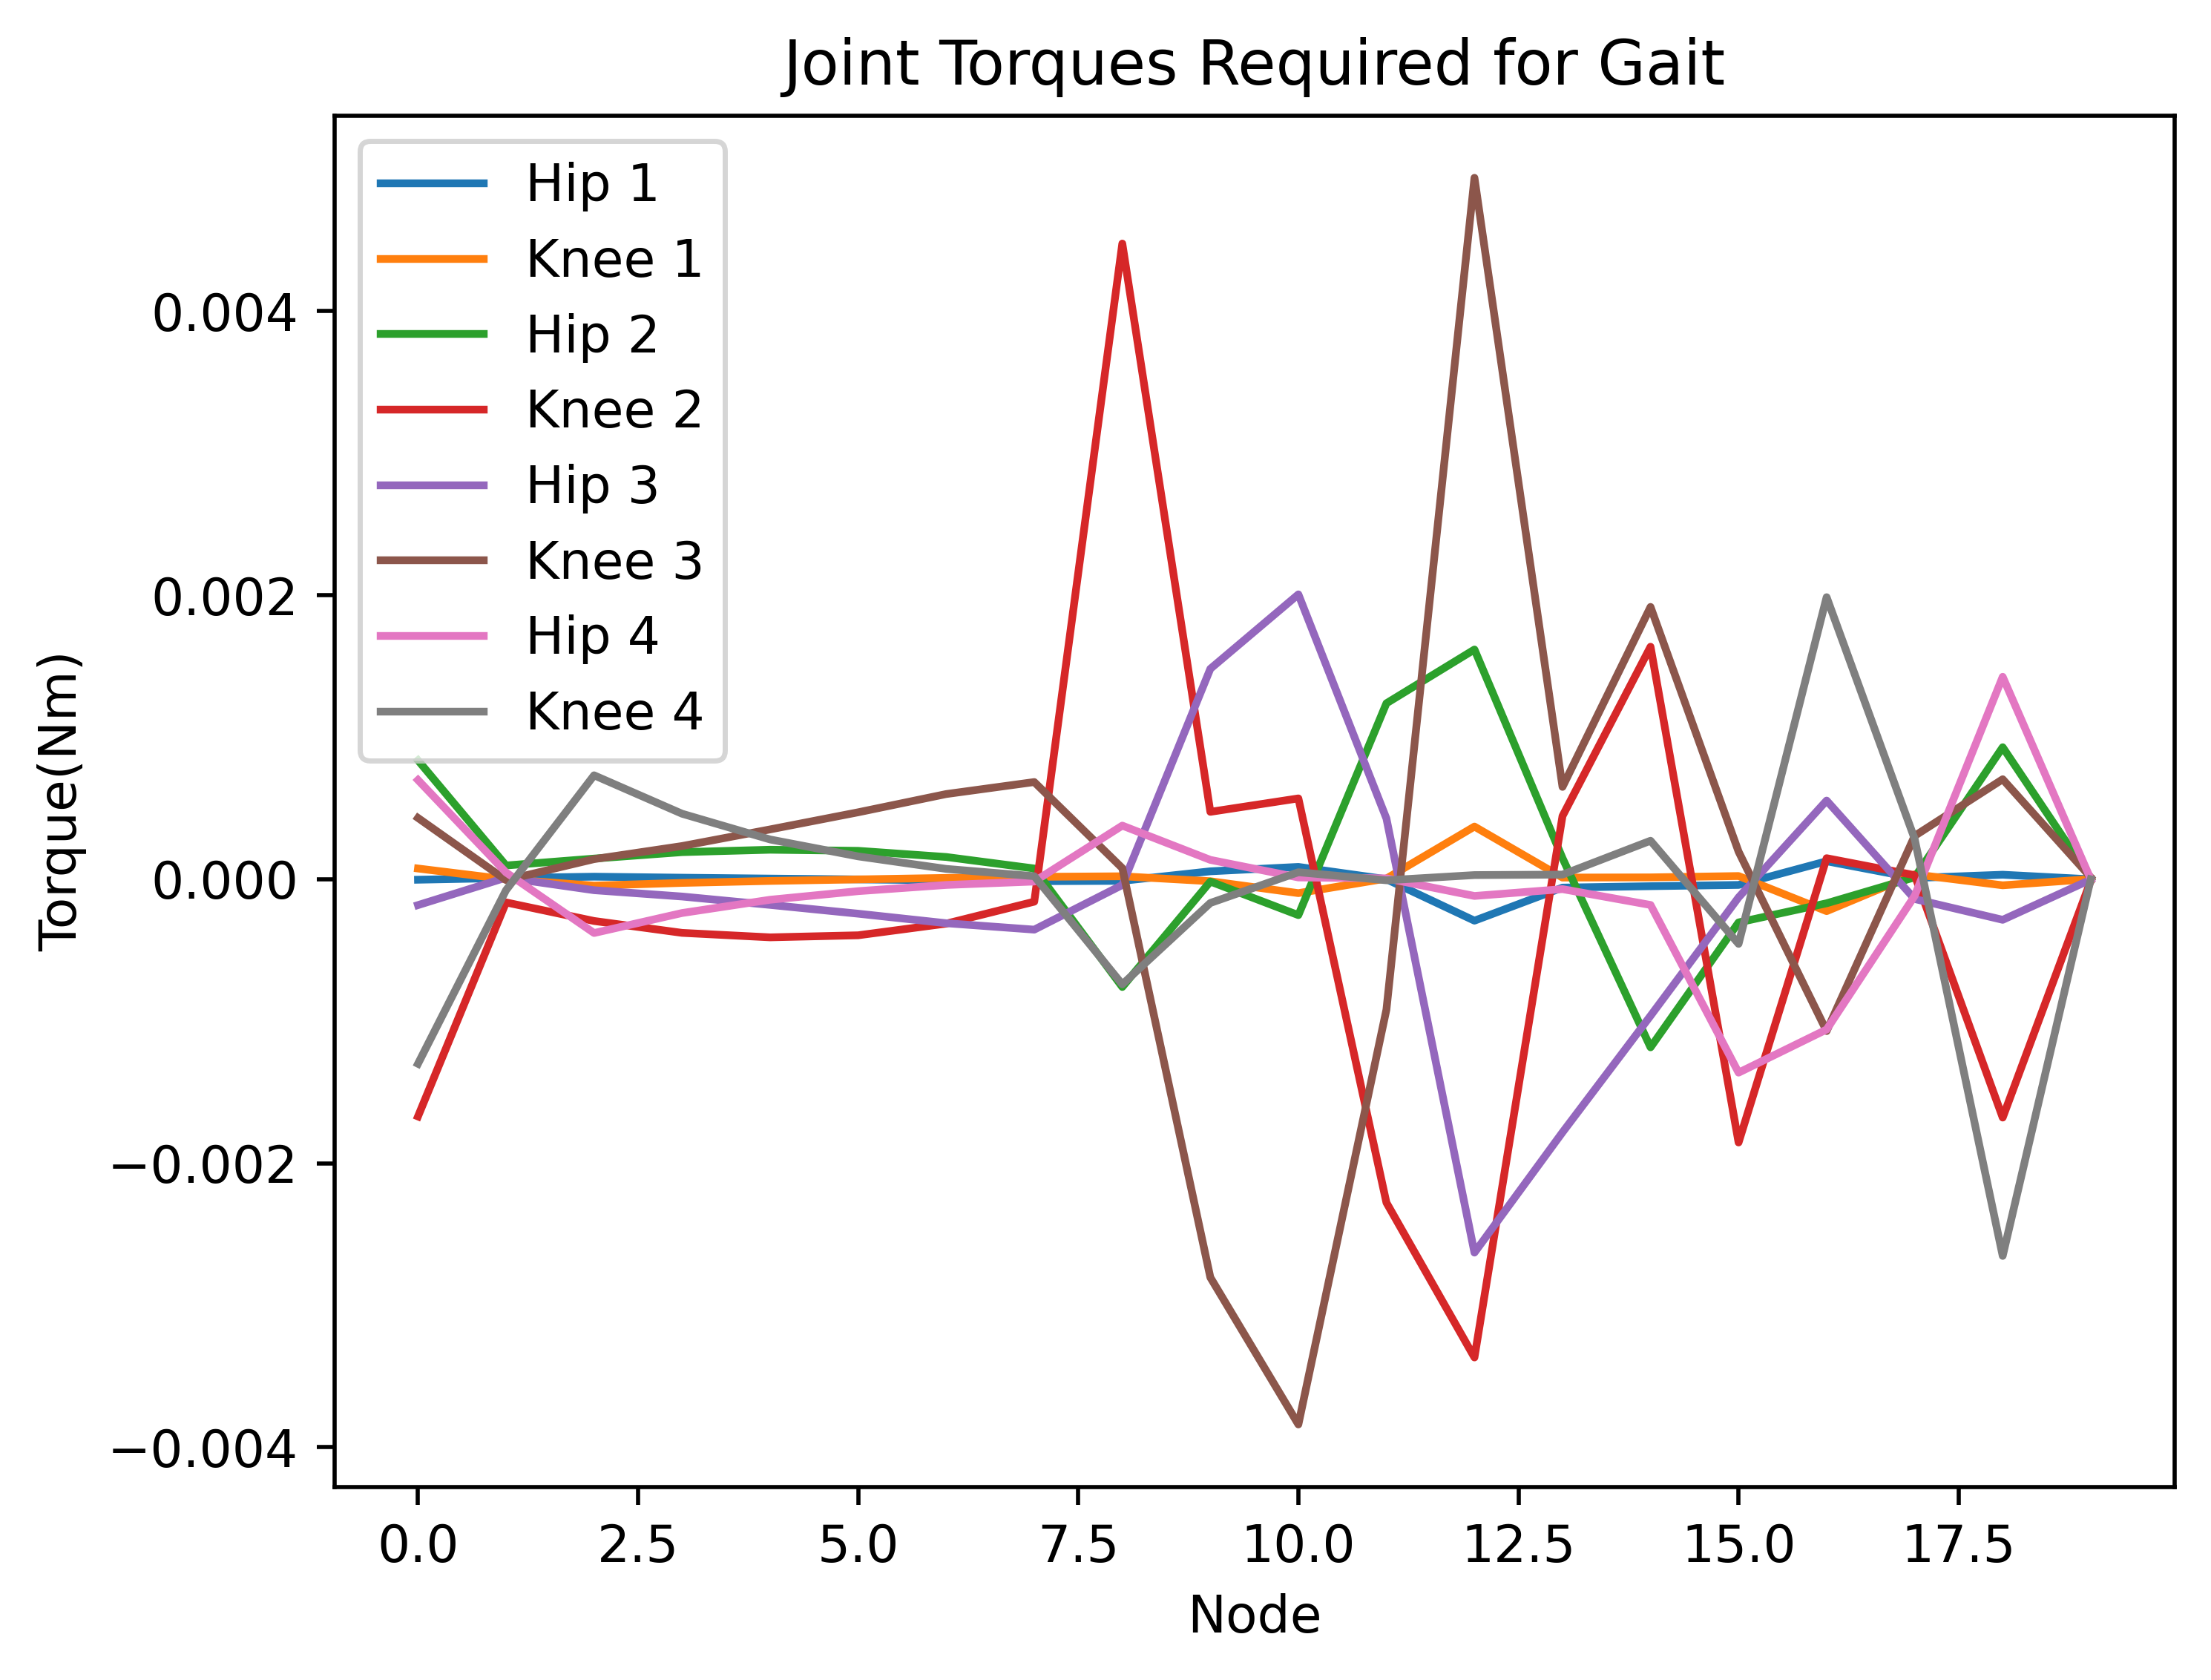 Joint Torques Required for Gait
Hip 1
Knee 1
Hip 2
Knee 2
Hip 3
Knee 3
Hip 4
Knee 4
0.004
0.002
0.000
−0.002
−0.004
Torque(Nm)
0.0 2.5 5.0 7.5 10.0 12.5 15.0 17.5
Node